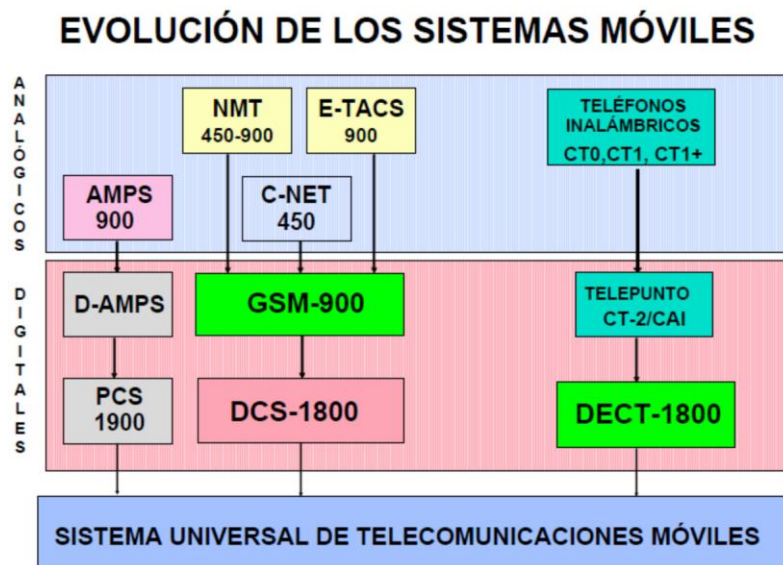 EVOLUCIÓN DE LOS SISTEMAS MÓVILES
ANALÓGICOS
NMT
450-900
E-TACS
900
TELÉFONOS
INALÁMBRICOS
CT0,CT1, CT1+
AMPS
900
C-NET
450
DIGITALES
D-AMPS
GSM-900
TELEPUNTO
CT-2/CAI
PCS
1900
DCS-1800
DECT-1800
SISTEMA UNIVERSAL DE TELECOMUNICACIONES MÓVILES